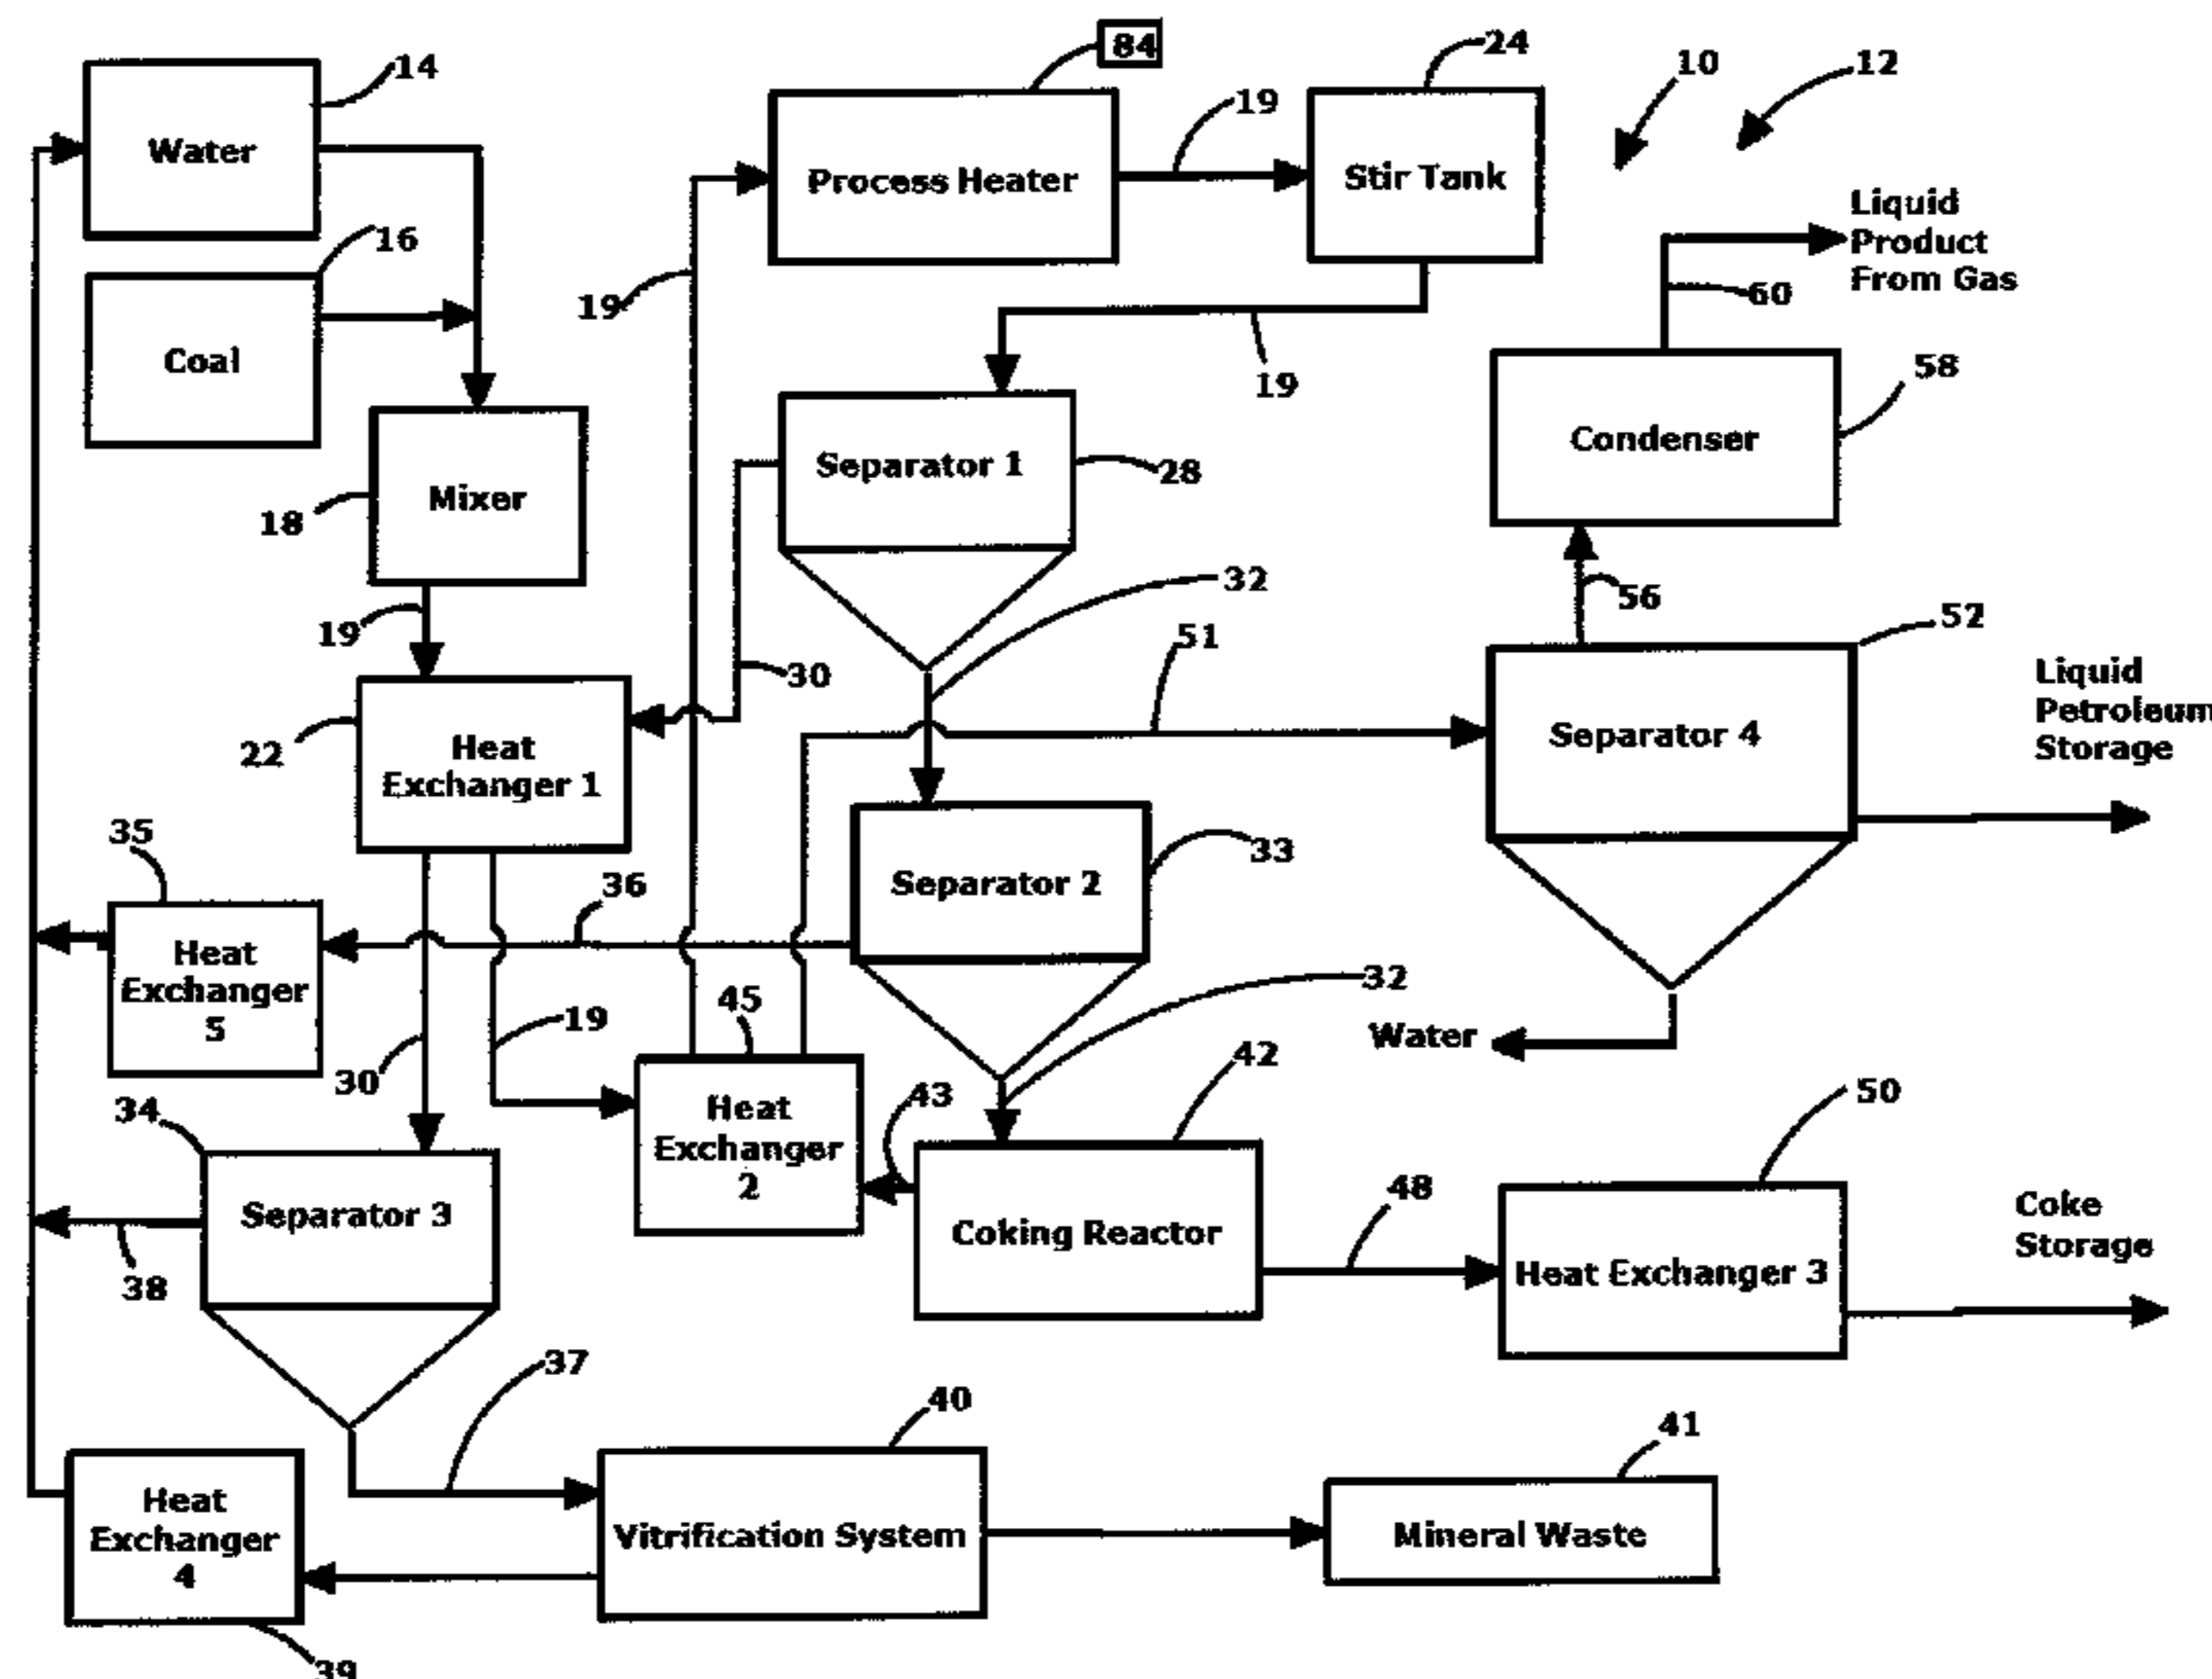 84
24
10
12
14
Water
19
Process Heater
Stir Tank
Liquid
Product
From Gas
16
19
60
Coal
19
58
Condenser
Separator 1
28
Mixer
18
32
56
19
51
52
30
Liquid
Petroleum
Storage
22
Heat
Exchanger 1
Separator 4
35
33
36
Separator 2
Heat
Exchanger
5
45
19
32
Water
30
42
43
50
34
Heat
Exchanger
2
48
Coke
Storage
Separator 3
Coking Reactor
Heat Exchanger 3
38
37
40
41
Heat
Exchanger
4
Vitrification System
Mineral Waste
39